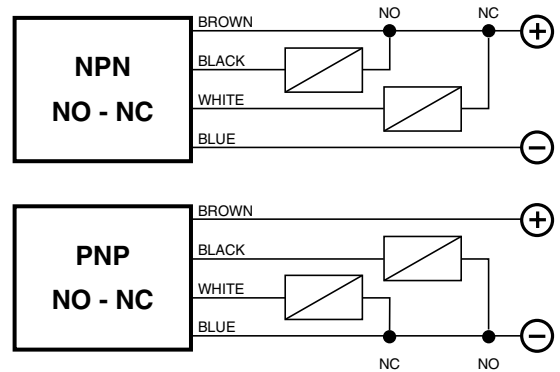 NO NC
BROWN
+
NPN
BLACK
WHITE
NO - NC
BLUE
−
BROWN
+
PNP
BLACK
WHITE
NO - NC
BLUE
−
NC NO